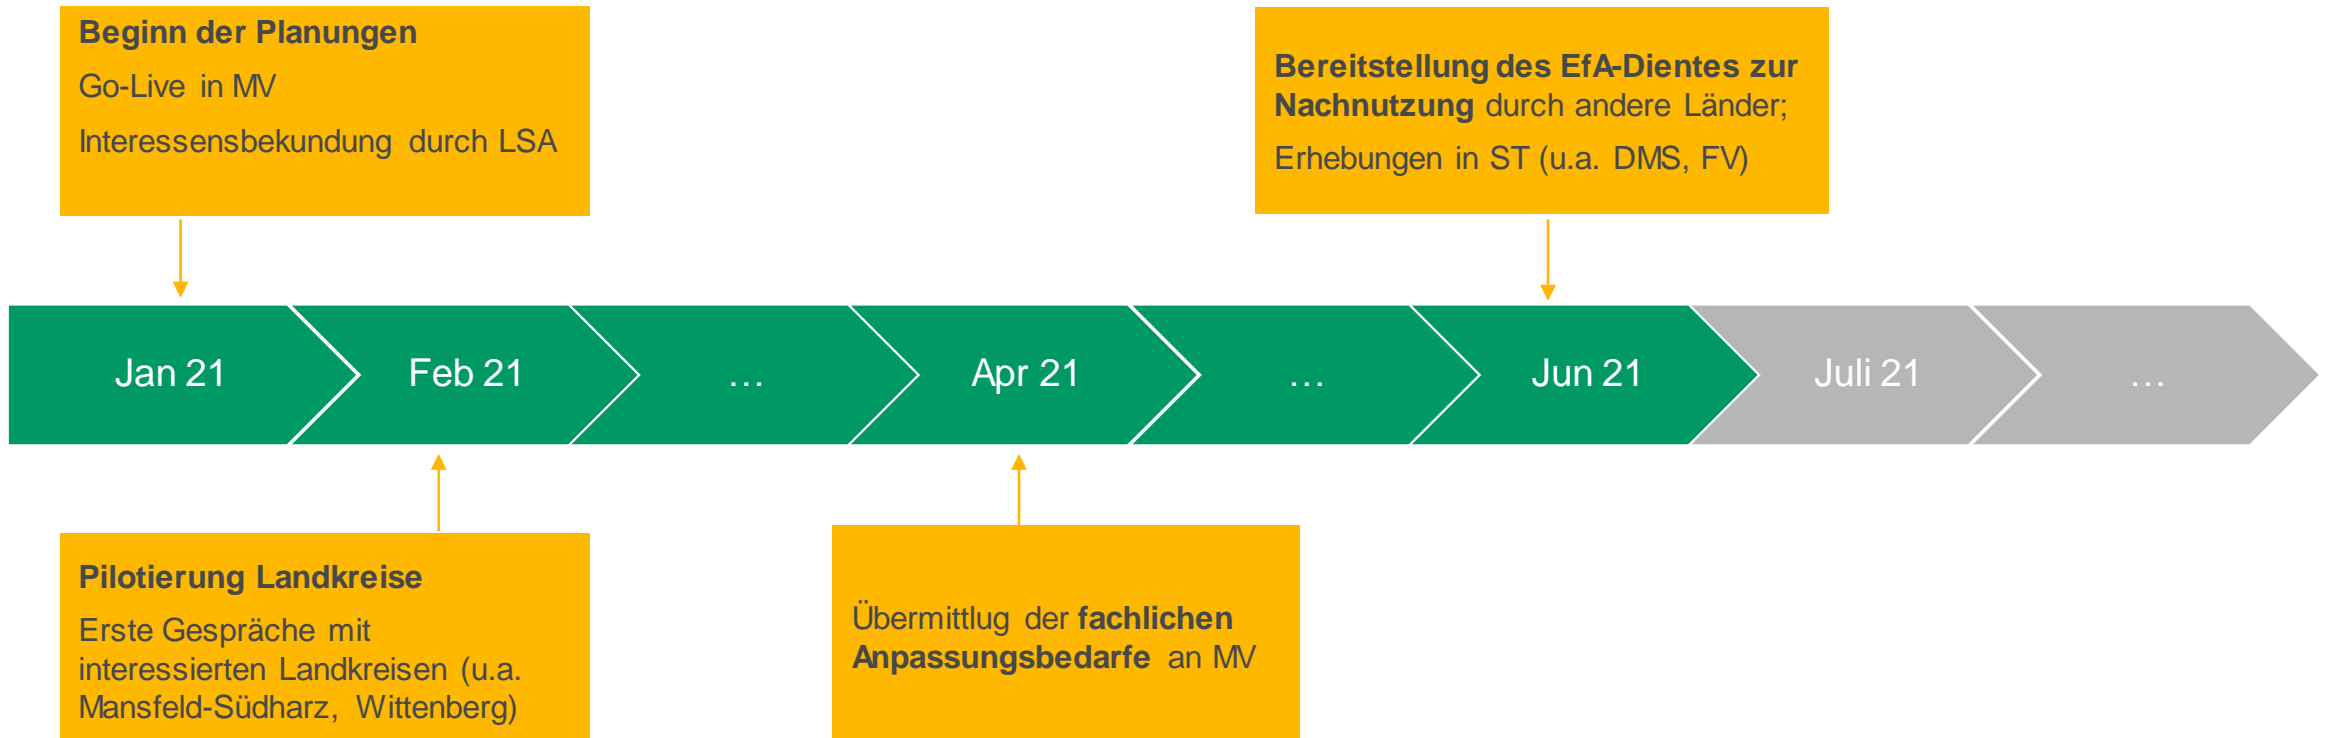 Beginn der Planungen
Go-Live in MV
Interessensbekundung durch LSA
Bereitstellung des EfA-Dientes zur
Nachnutzung durch andere Länder;
Erhebungen in ST (u.a. DMS, FV)
Jan 21
Feb 21
...
Apr 21
...
Jun 21
Juli 21
...
Pilotierung Landkreise
Erste Gespräche mit
interessierten Landkreisen (u.a.
Mansfeld-Südharz, Wittenberg)
Übermittlug der fachlichen
Anpassungsbedarfe an MV